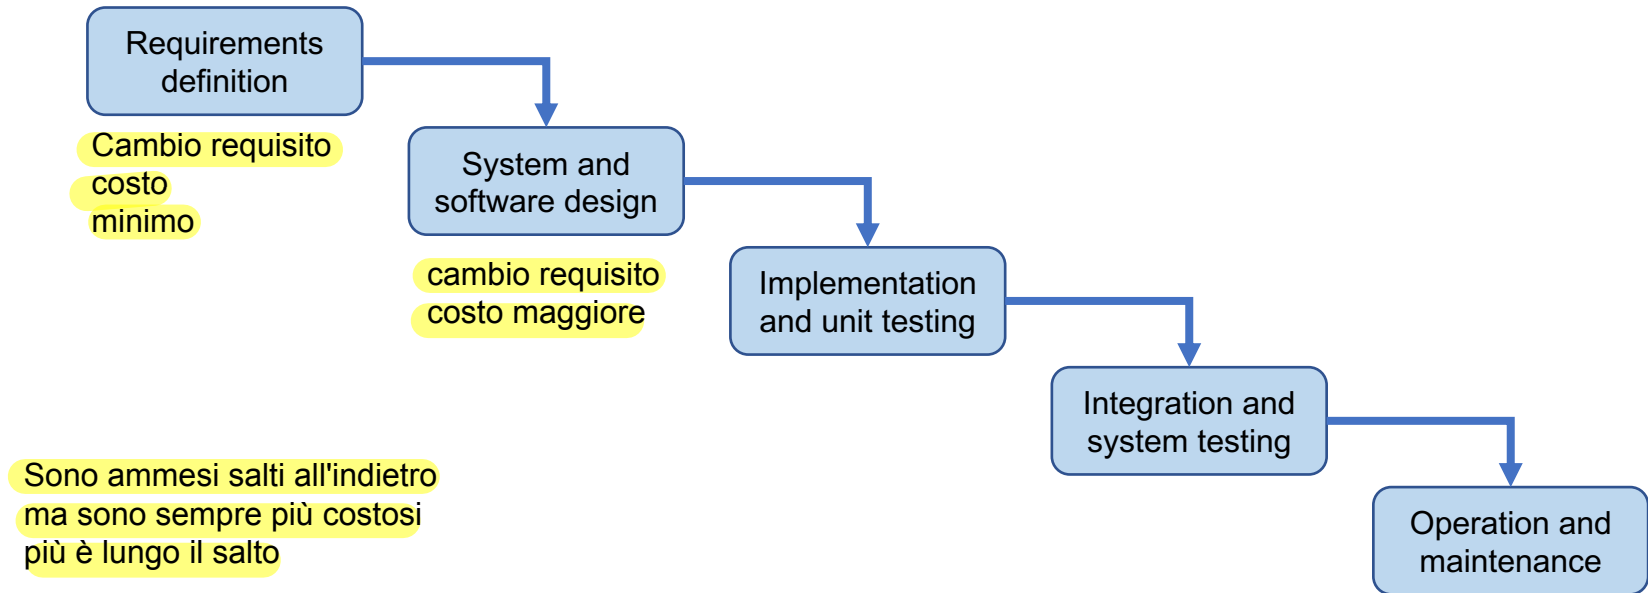 Requirements
definition
Cambio requisito
costo
minimo
System and
software design
cambio requisito
costo maggiore
Implementation
and unit testing
Integration and
system testing
Sono ammesi salti all'indietro
ma sono sempre più costosi
più è lungo il salto
Operation and
maintenance